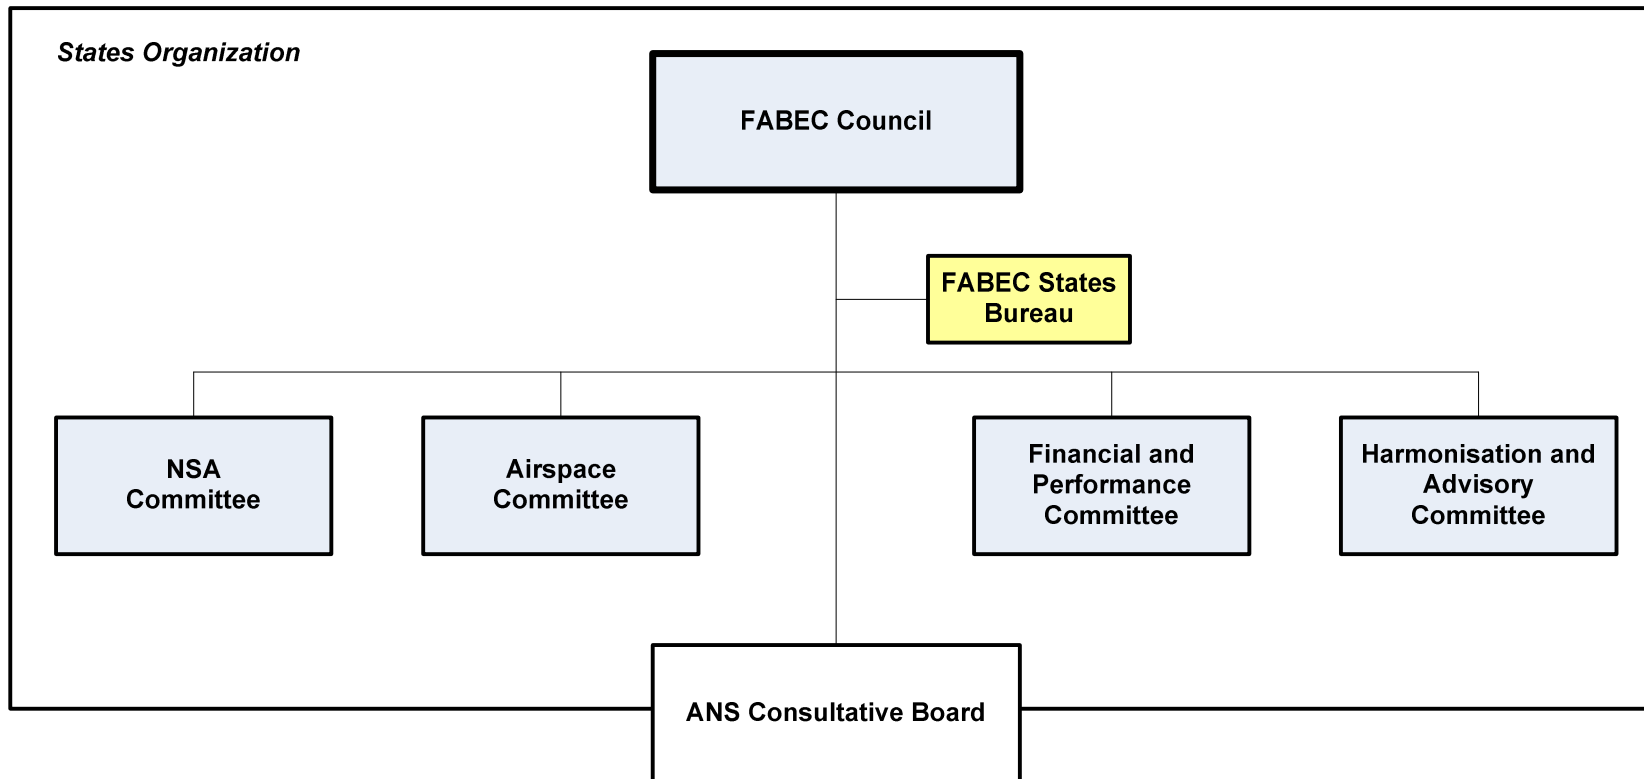 States Organization
FABEC Council
FABEC States
Bureau
NSA
Committee
Airspace
Committee
Financial and
Performance
Committee
Harmonisation and
Advisory
Committee
ANS Consultative Board